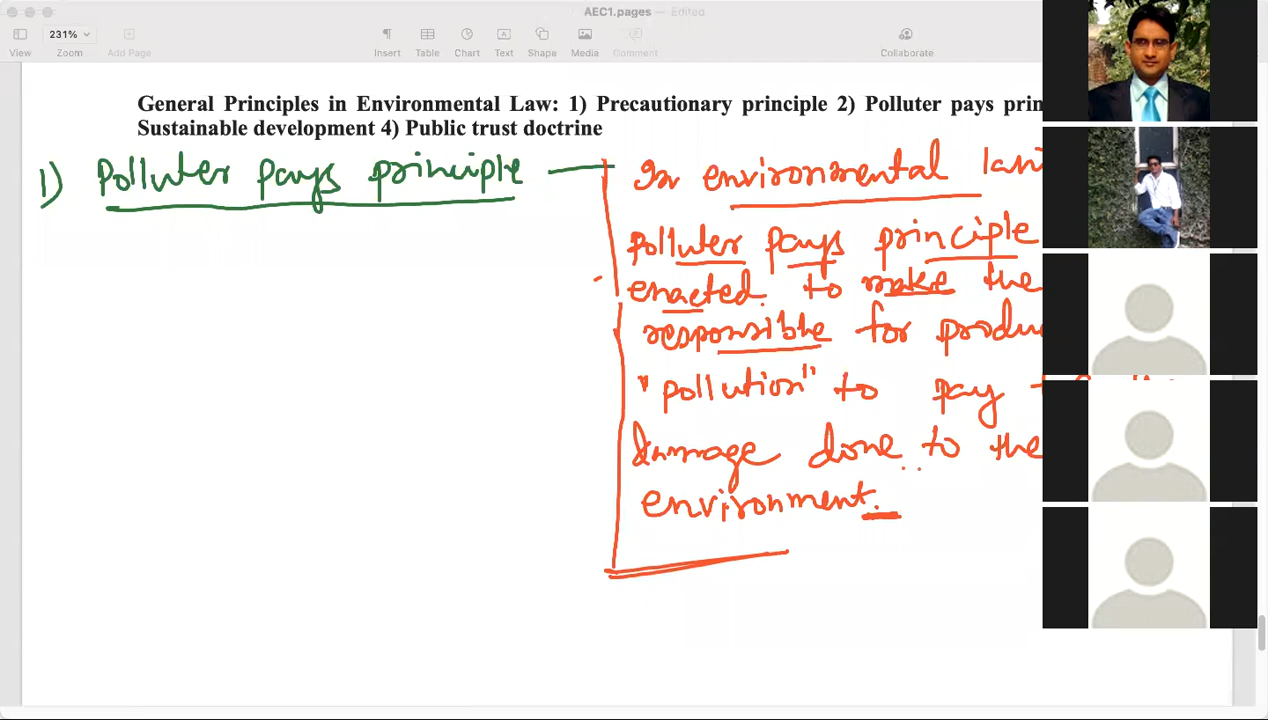 AEC1.pages — Edited
231%
View Zoom Add Page Insert Table Chart Text Shape Media Comment Collaborate
General Principles in Environmental Law: 1) Precautionary principle 2) Polluter pays prin
Sustainable development 4) Public trust doctrine
1) Polluter pays principle
In environmental law
polluter pays principle
enacted to make the
responsible for produ
"pollution" to pay
damage done to the
environment.